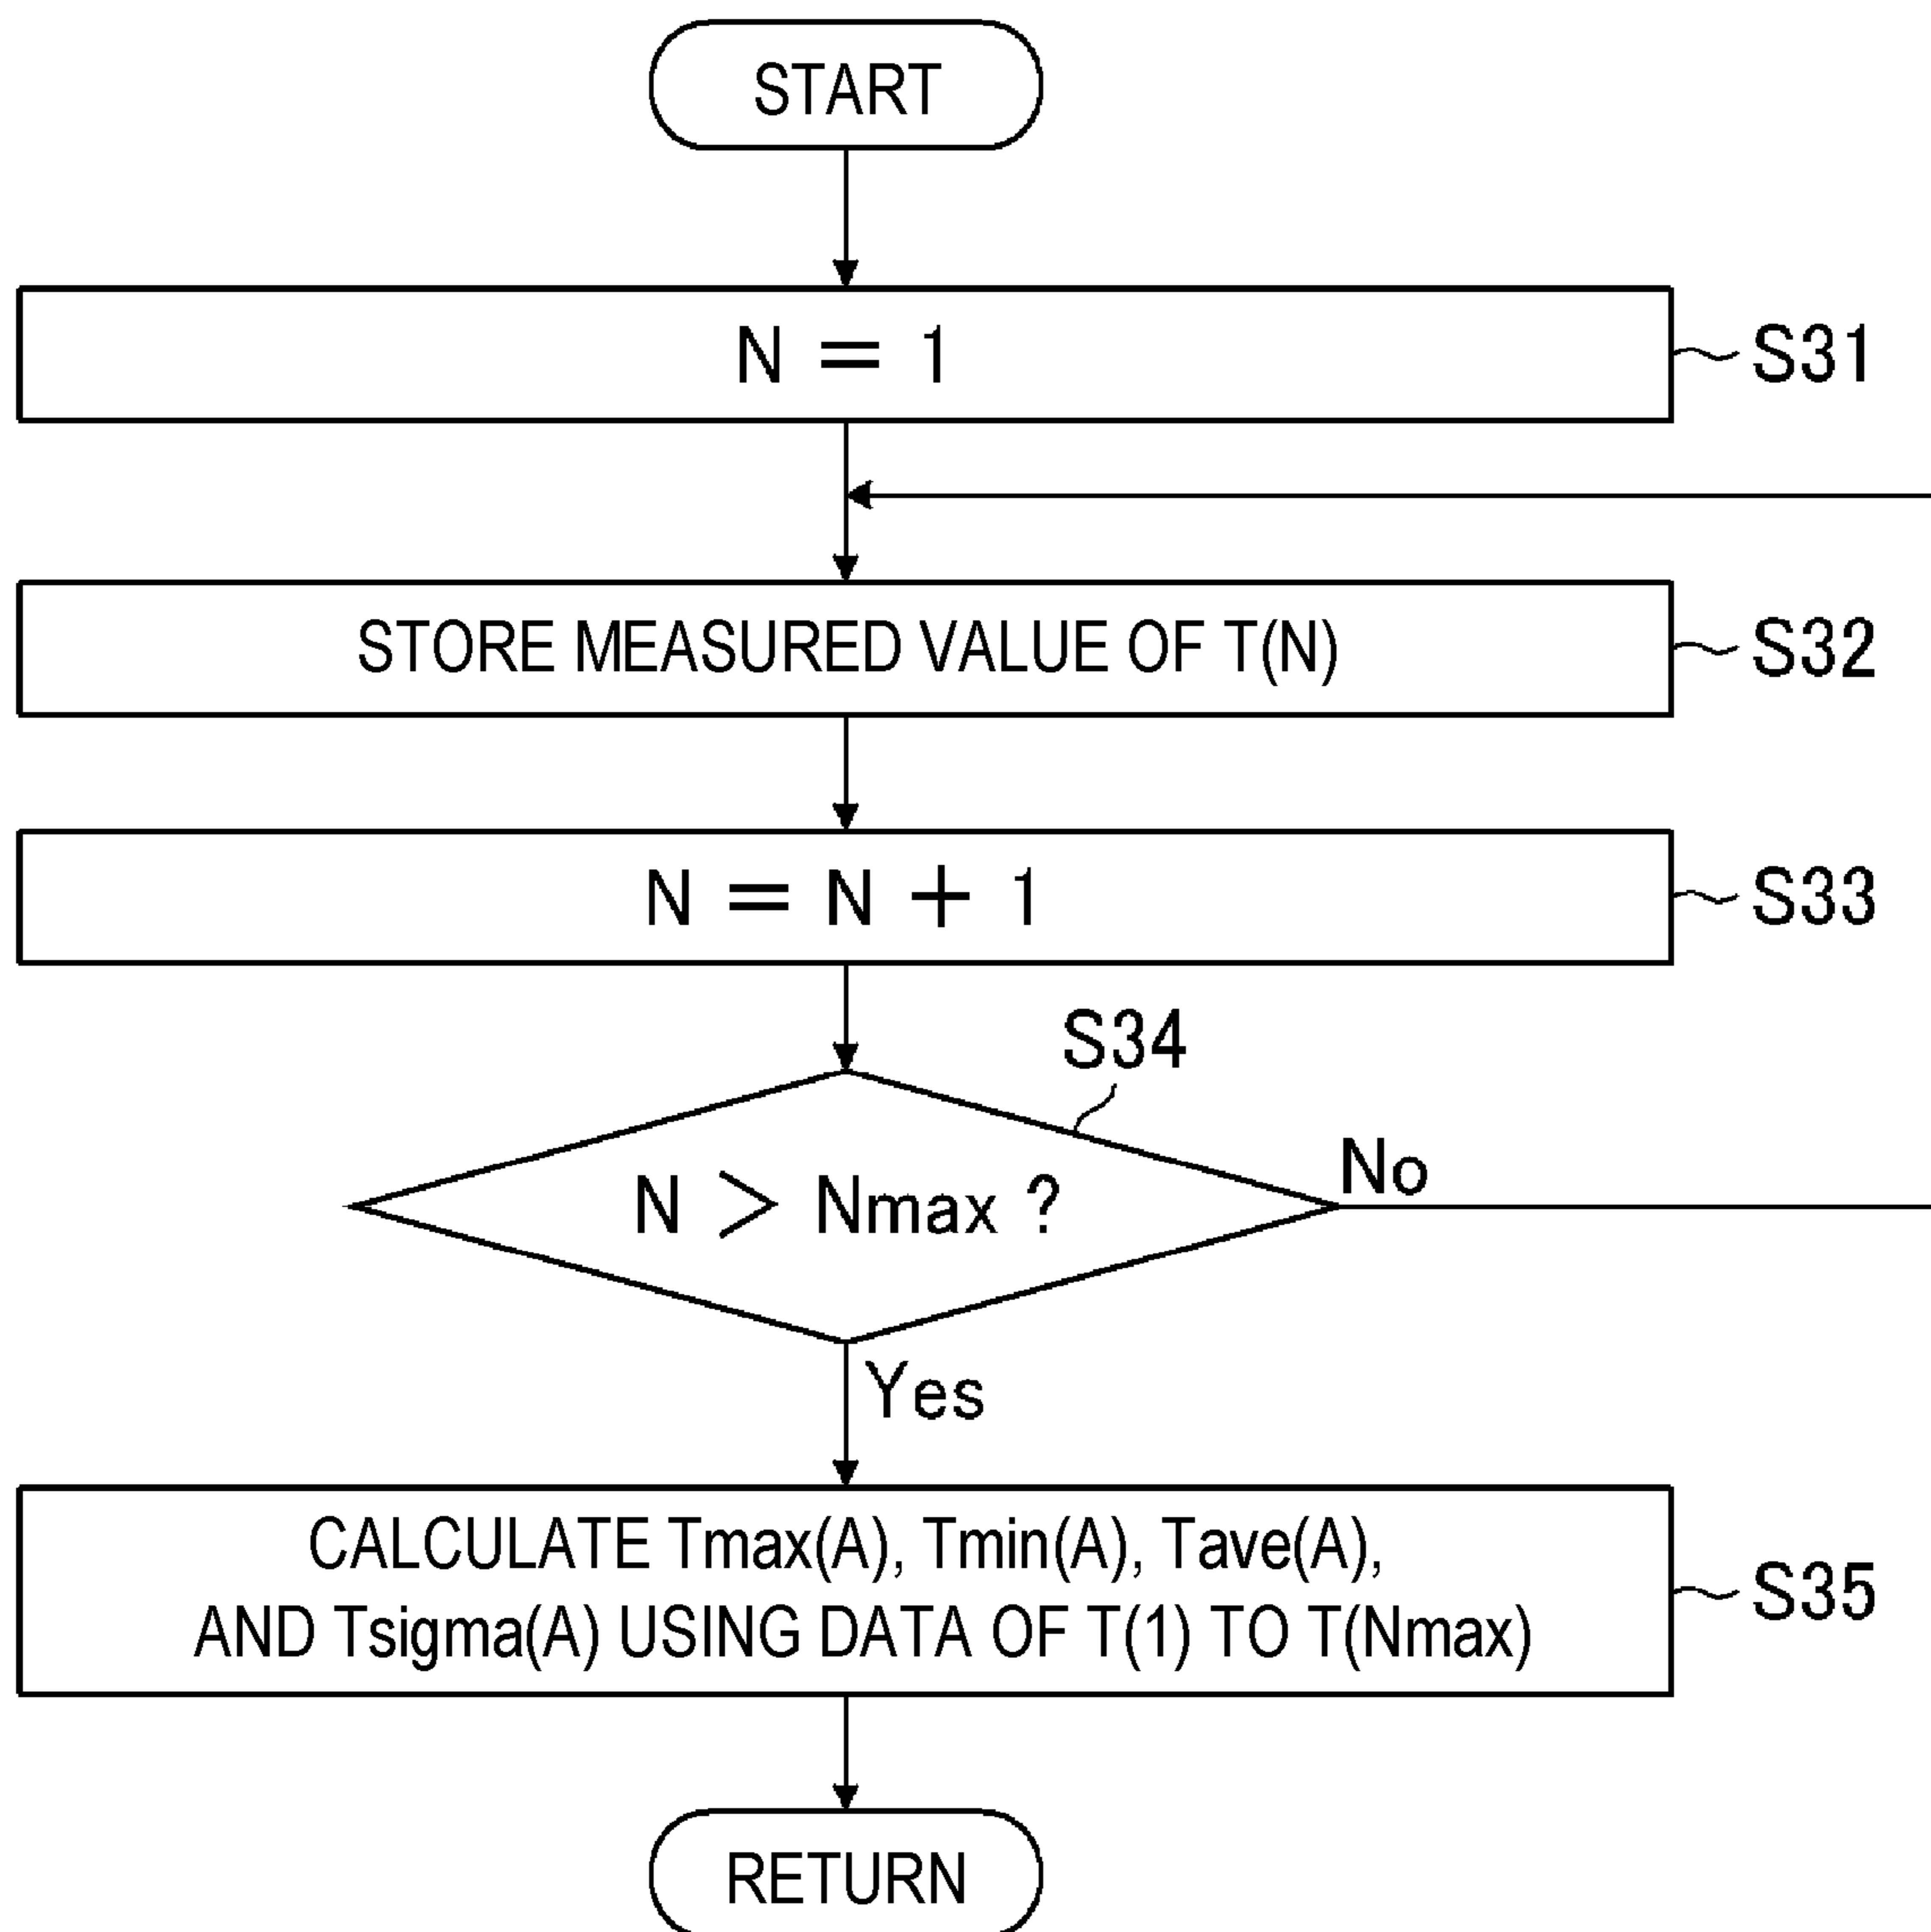 START
N = 1
S31
STORE MEASURED VALUE OF T(N)
S32
N = N + 1
S33
S34
N > Nmax ?
No
Yes
CALCULATE Tmax(A), Tmin(A), Tave(A),
AND Tsigma(A) USING DATA OF T(1) TO T(Nmax)
S35
RETURN